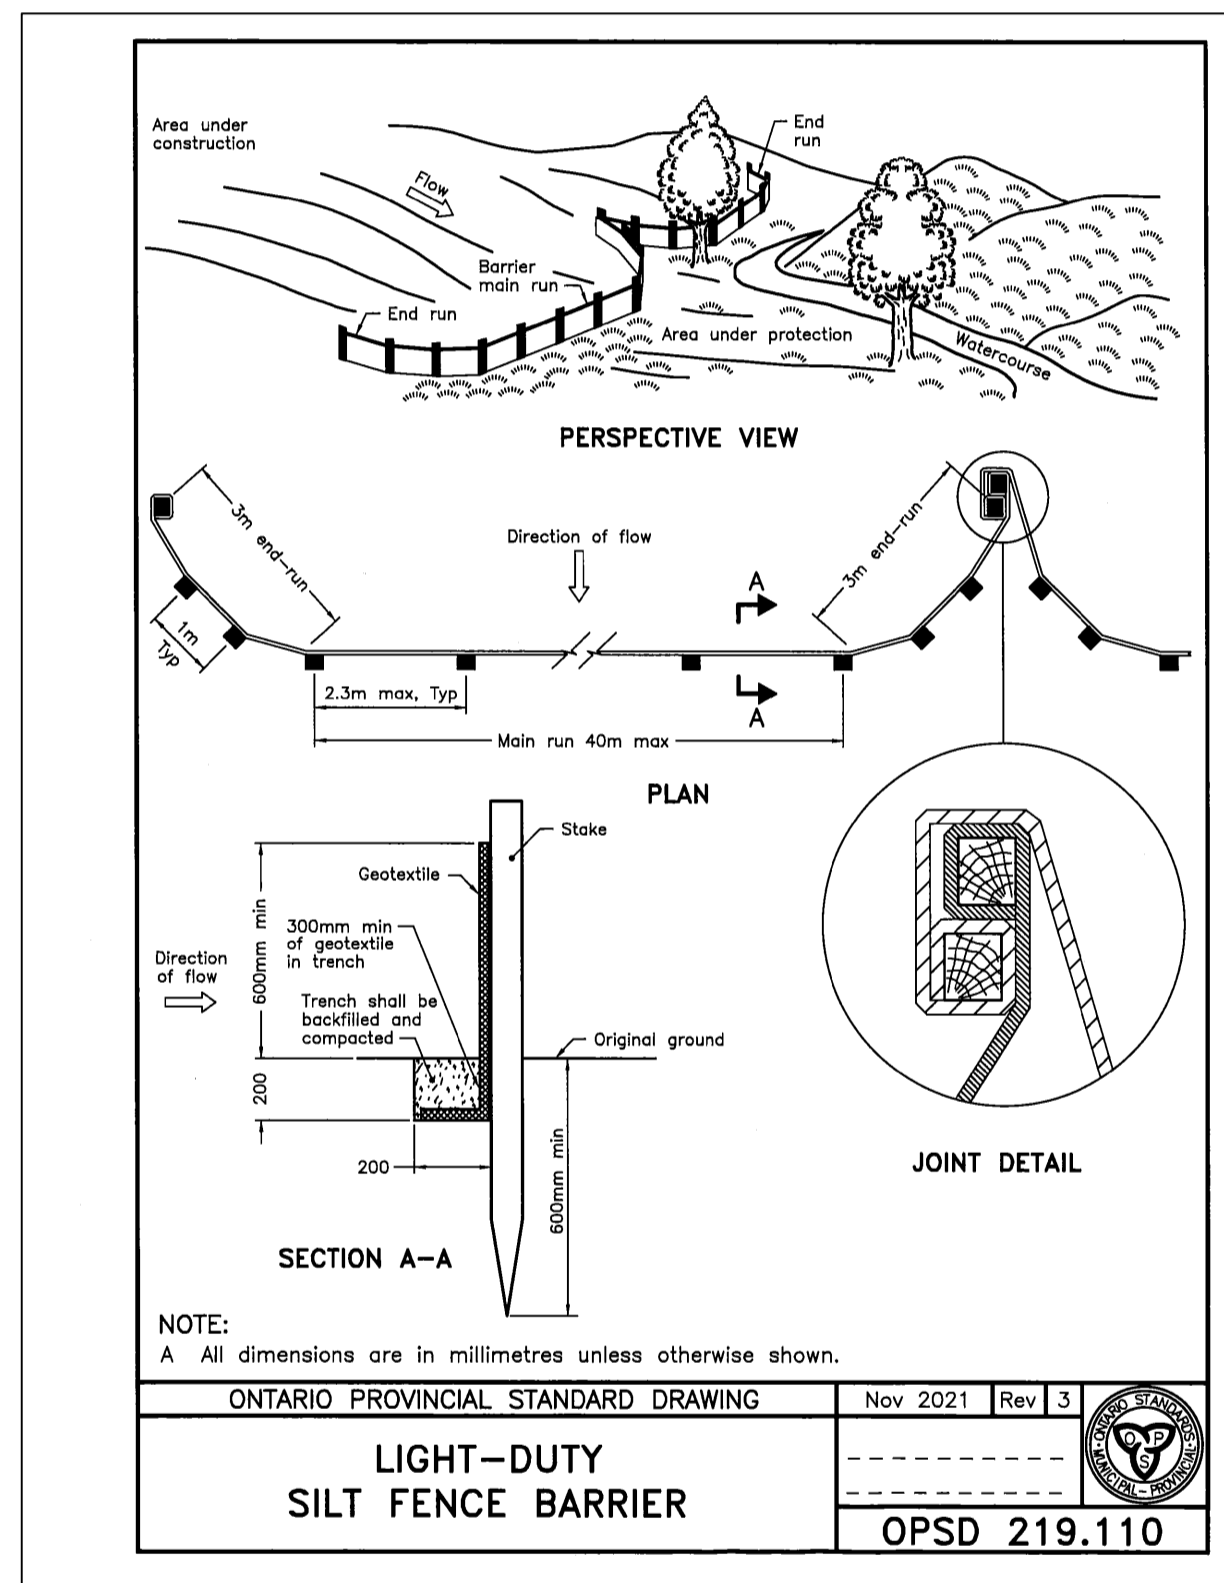 Area under
construction
End
run
Flow
Barrier
main run
End run
Area under protection
Watercourse
PERSPECTIVE VIEW
3m end-run
1m
Typ
Direction of flow
3m end-run
A
A
2.3m max, Typ
Main run 40m max
PLAN
Stake
Geotextile
300mm min
of geotextile
in trench
Trench shall be
backfilled and
compacted
Direction
of flow
600mm min
200
200
Original ground
600mm min
SECTION A-A
JOINT DETAIL
NOTE:
A All dimensions are in millimetres unless otherwise shown.
ONTARIO PROVINCIAL STANDARD DRAWING
Nov 2021
Rev
3
LIGHT-DUTY
SILT FENCE BARRIER
ONTARIO STANDARDS
MUNICIPAL-PROVINCIAL
OPS
OPSD 219.110